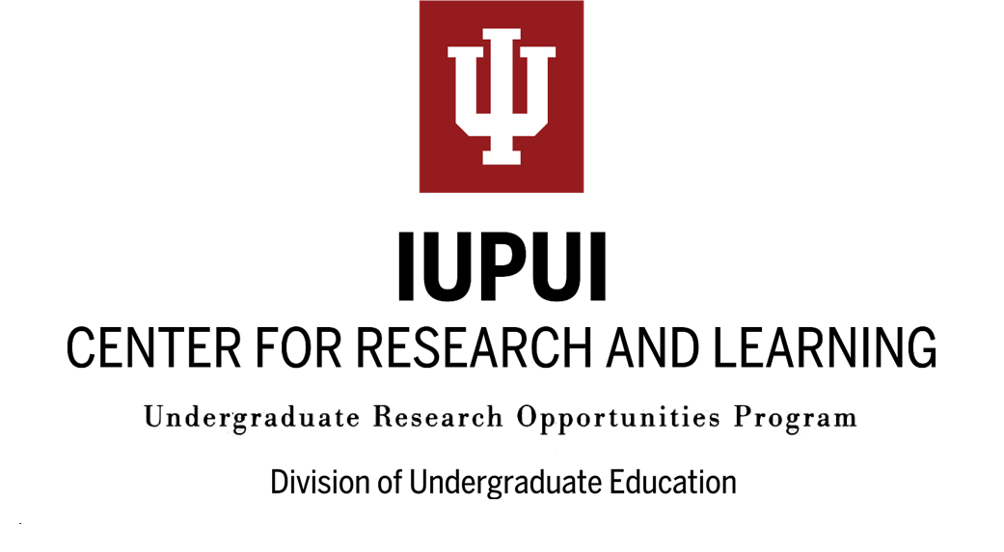 IUPUI
CENTER FOR RESEARCH AND LEARNING
Undergraduate Research Opportunities Program
Division of Undergraduate Education